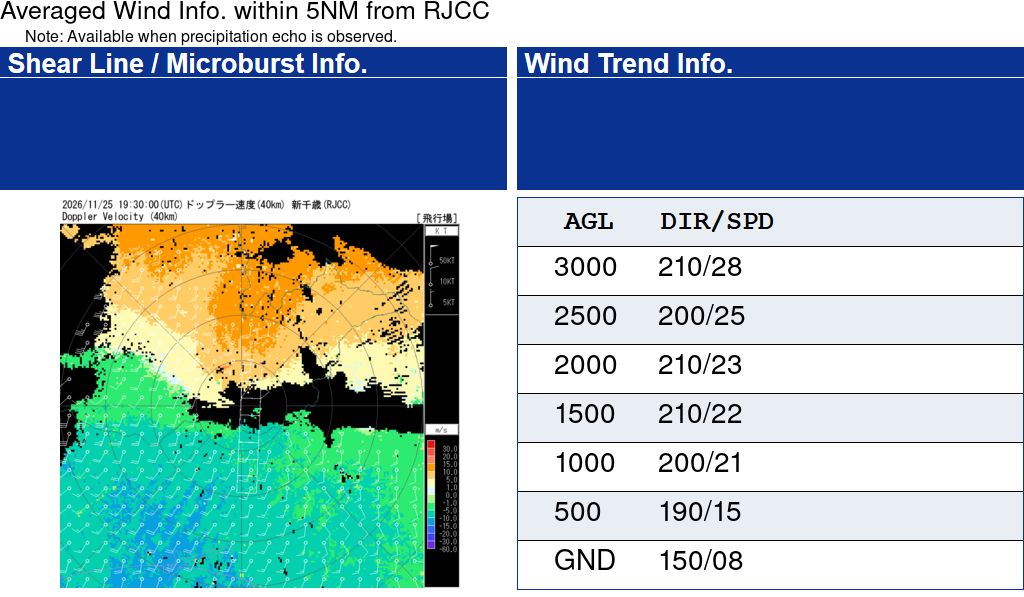 Averaged Wind Info. within 5NM from RJCC
Note: Available when precipitation echo is observed.
Shear Line / Microburst Info.
Wind Trend Info.
2026/11/25 19:30:00(UTC) ドップラー速度(40km) 新千歳(RJCC)
Doppler Velocity (40km)
[飛行場]
KT
50KT
10KT
5KT
m/s
30.0
20.0
15.0
10.0
5.0
1.0
0.0
-1.0
-5.0
-10.0
-15.0
-20.0
-30.0
-60.0
AGL DIR/SPD
3000 210/28
2500 200/25
2000 210/23
1500 210/22
1000 200/21
500 190/15
GND 150/08